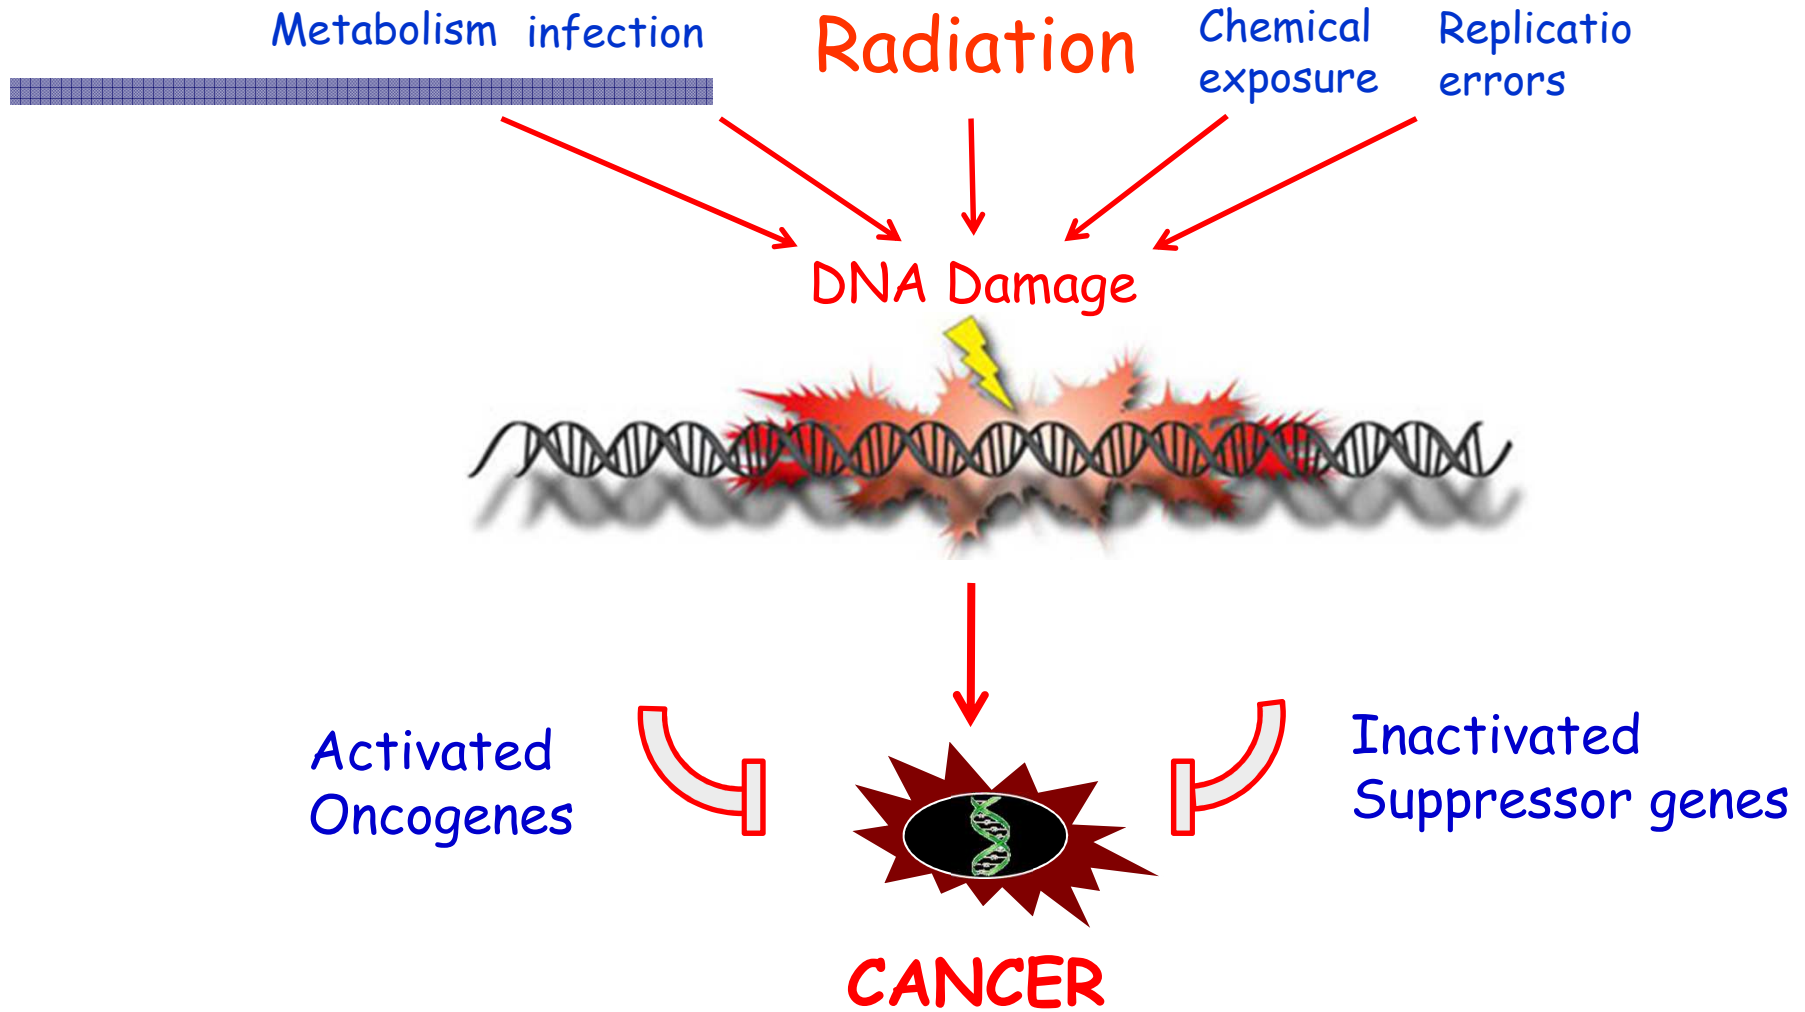 Metabolism infection
Radiation
Chemical
exposure
Replicatio
errors
DNA Damage
Activated
Oncogenes
Inactivated
Suppressor genes
CANCER